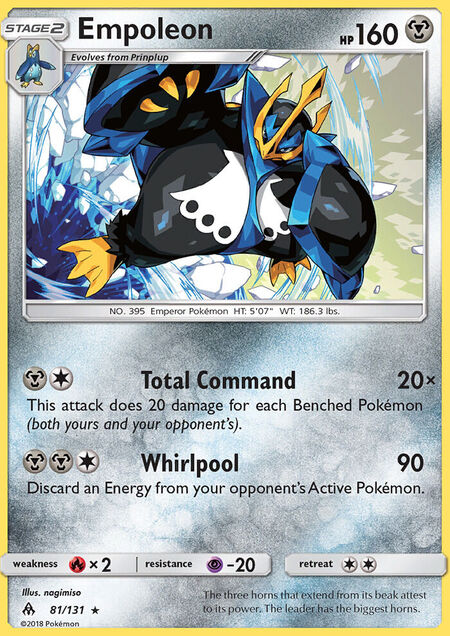 STAGE2
Empoleon
HP 160
Evolves from Prinplup
NO. 395 Emperor Pokémon HT: 5'07" WT: 186.3 lbs.
Total Command 20×
This attack does 20 damage for each Benched Pokémon
(both yours and your opponent's).
Whirlpool 90
Discard an Energy from your opponent's Active Pokémon.
weakness × 2 resistance –20 retreat
Illus. nagimiso
81/131 ★
©2018 Pokémon
The three horns that extend from its beak attest
to its power. The leader has the biggest horns.